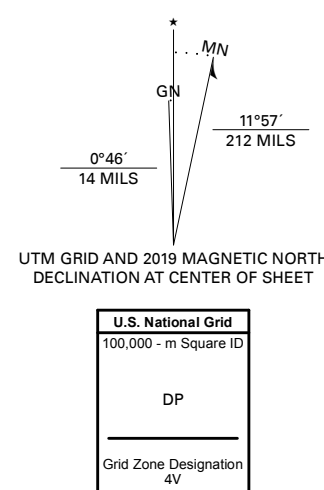 ★
MN
GN
11°57´
212 MILS
0°46´
14 MILS
UTM GRID AND 2019 MAGNETIC NORTH
DECLINATION AT CENTER OF SHEET
U.S. National Grid
100,000 - m Square ID
DP
Grid Zone Designation
4V